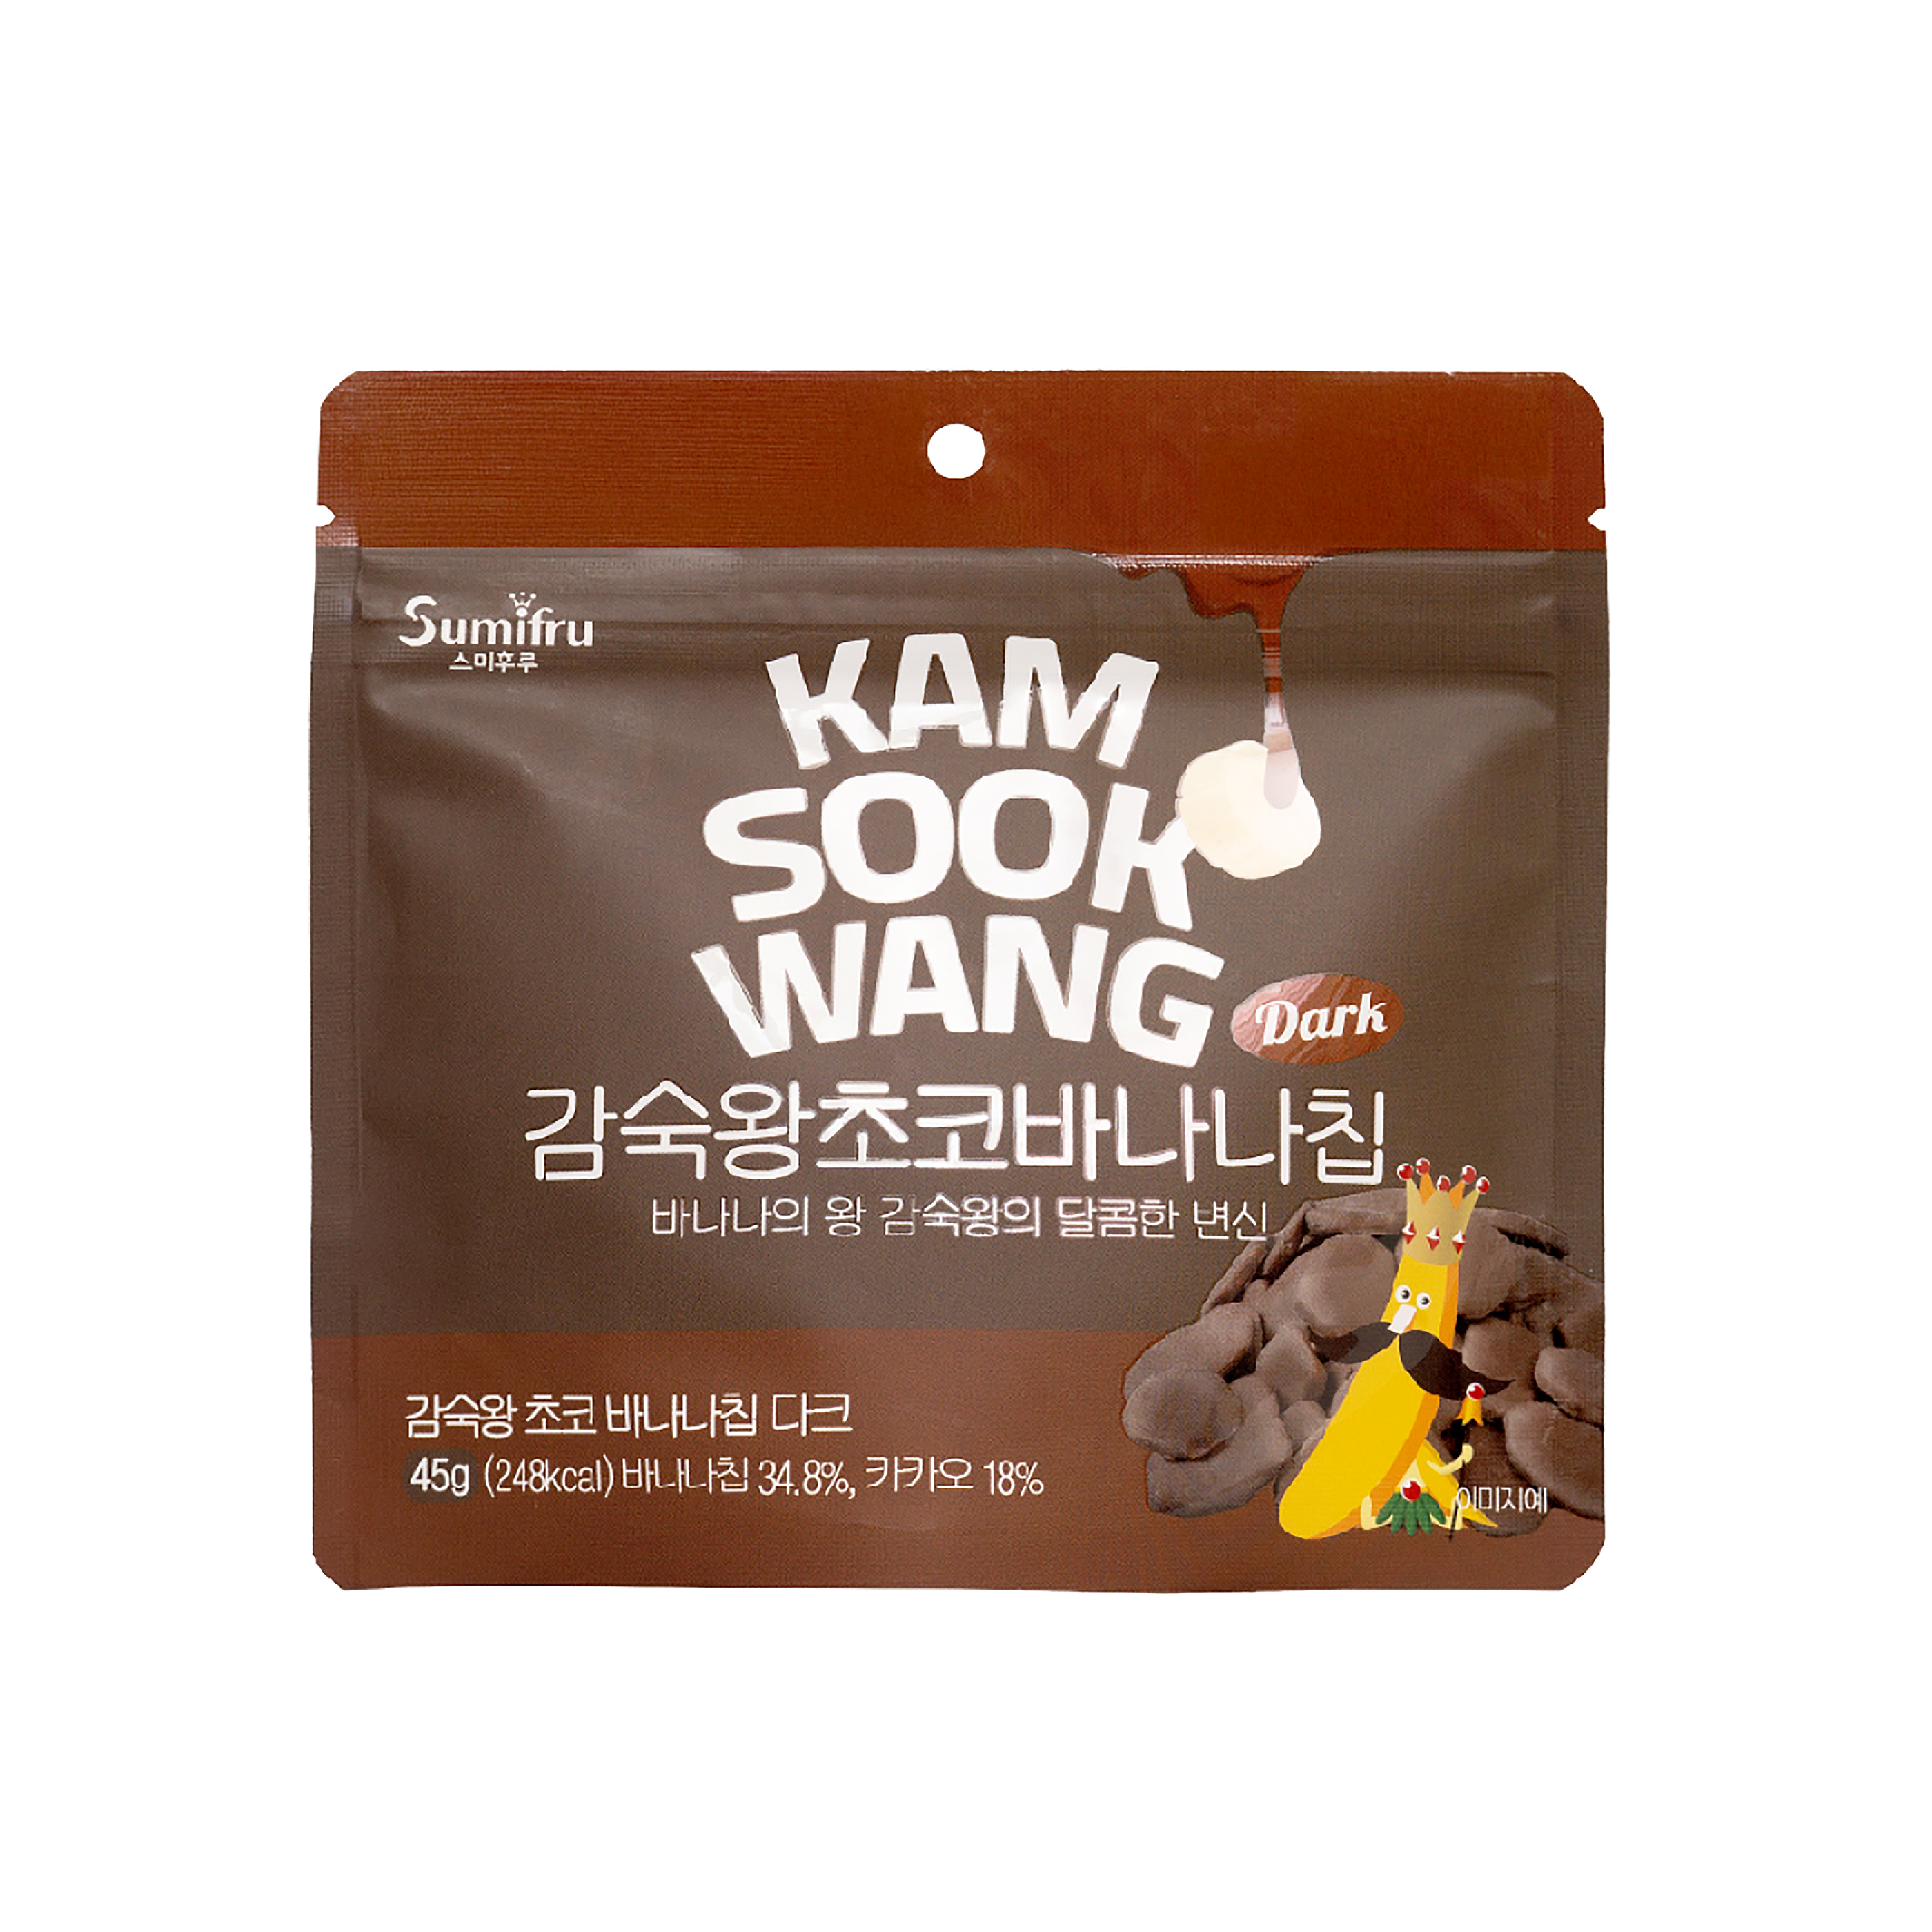 Sumifru
스미후루
KAM
SOOK
WANG
Dark
감숙왕초코바나나칩
바나나의 왕 감숙왕의 달콤한 변신
감숙왕 초코 바나나칩 다크
45g (248kcal) 바나나칩 34.8%, 카카오 18%
이미지예